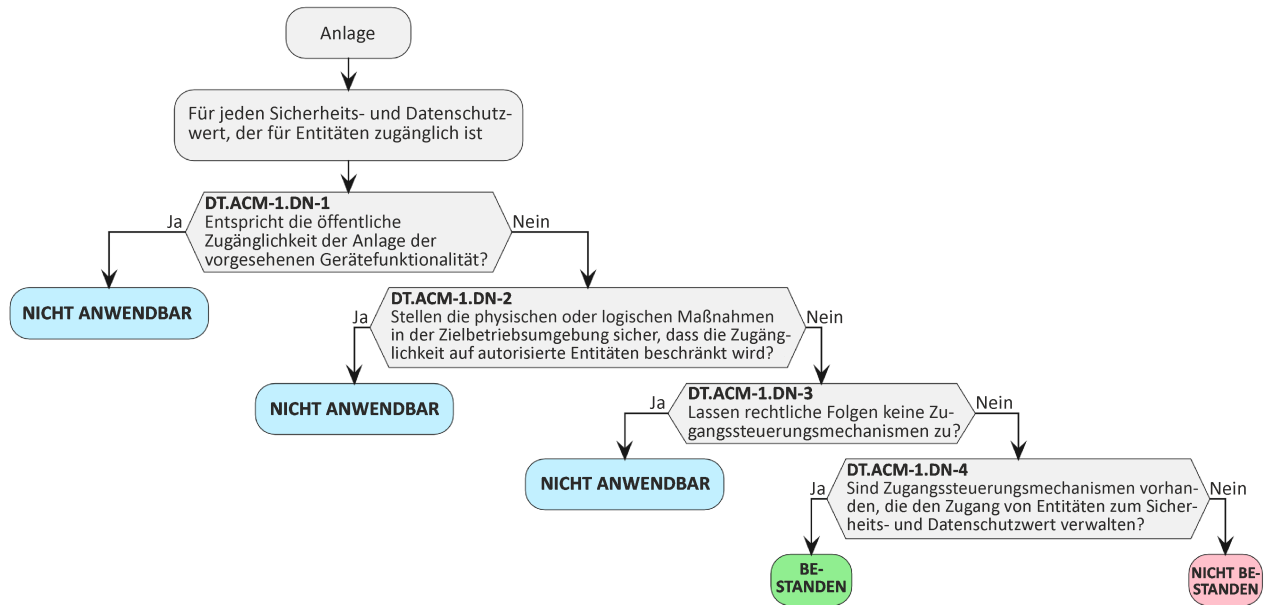 Anlage
Für jeden Sicherheits- und Datenschutz-
wert, der für Entitäten zugänglich ist
DT.ACM-1.DN-1
Entspricht die öffentliche
Zugänglichkeit der Anlage der
vorgesehenen Gerätefunktionalität?
Ja
Nein
NICHT ANWENDBAR
DT.ACM-1.DN-2
Stellen die physischen oder logischen Maßnahmen
in der Zielbetriebsumgebung sicher, dass die Zugäng-
lichkeit auf autorisierte Entitäten beschränkt wird?
Ja
Nein
NICHT ANWENDBAR
DT.ACM-1.DN-3
Lassen rechtliche Folgen keine Zu-
gangssteuerungsmechanismen zu?
Ja
Nein
NICHT ANWENDBAR
DT.ACM-1.DN-4
Sind Zugangssteuerungsmechanismen vorhan-
den, die den Zugang von Entitäten zum Sicher-
heits- und Datenschutzwert verwalten?
Ja
Nein
BE-
STANDEN
NICHT BE-
STANDEN